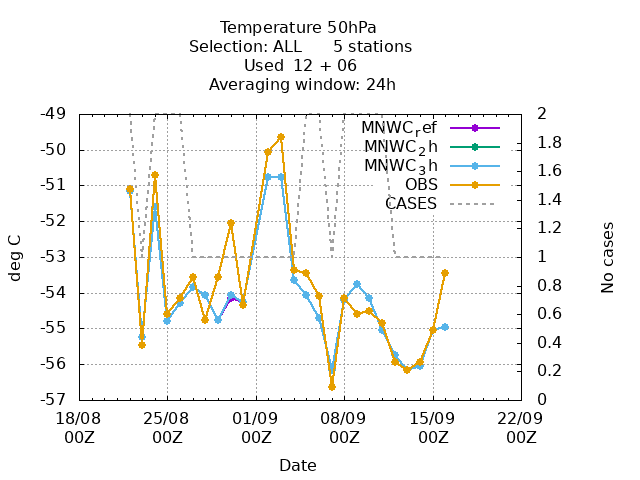 Temperature 50hPa
Selection: ALL      5 stations
Used  12 + 06
Averaging window: 24h
-49
-50
-51
-52
-53
-54
-55
-56
-57
deg C
2
1.8
1.6
1.4
1.2
1
0.8
0.6
0.4
0.2
0
No cases
MNWC_ref
MNWC_2h
MNWC_3h
OBS
CASES
18/08 25/08 01/09 08/09 15/09 22/09
00Z 00Z 00Z 00Z 00Z 00Z
Date